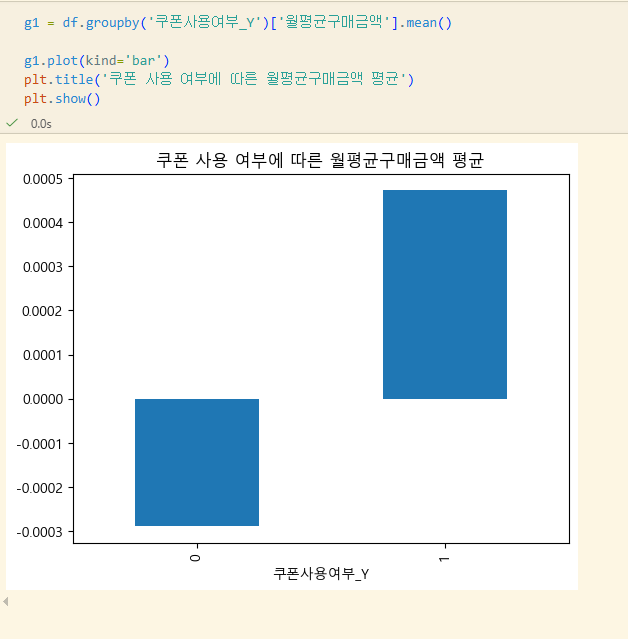 g1 = df.groupby('쿠폰사용여부_Y')['월평균구매금액'].mean()
g1.plot(kind='bar')
plt.title('쿠폰 사용 여부에 따른 월평균구매금액 평균')
plt.show()
0.0s
쿠폰 사용 여부에 따른 월평균구매금액 평균
0.0005
0.0004
0.0003
0.0002
0.0001
0.0000
-0.0001
-0.0002
-0.0003
0
1
쿠폰사용여부_Y